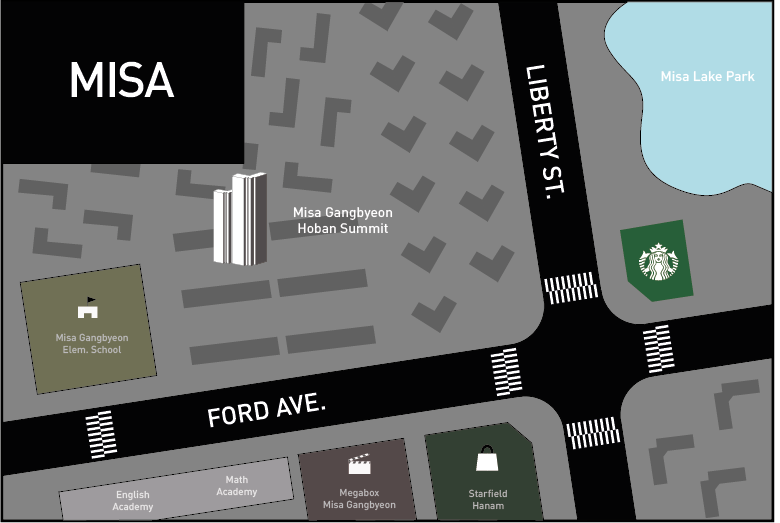 MISA
LIBERTY ST.
Misa Lake Park
Misa Gangbyeon
Hoban Summit
Misa Gangbyeon
Elem. School
FORD AVE.
English
Academy
Math
Academy
Megabox
Misa Gangbyeon
Starfield
Hanam